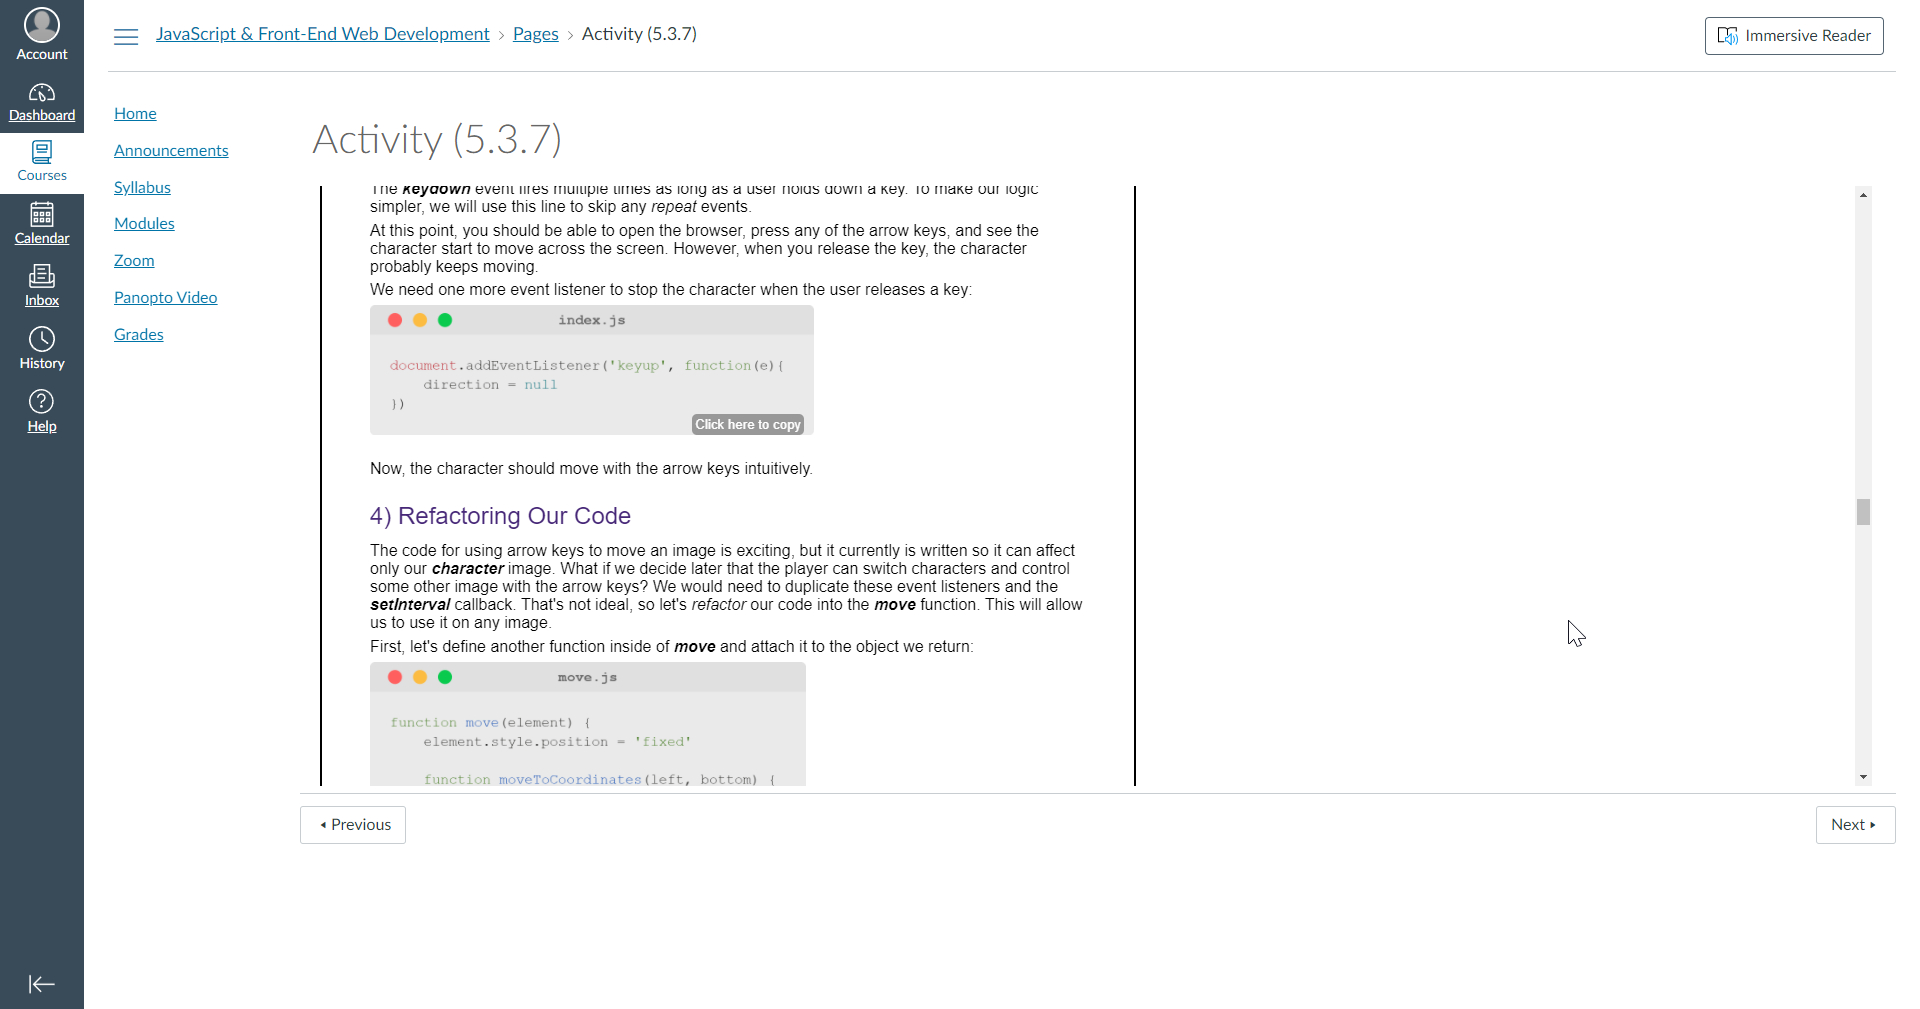 Account
Dashboard
Courses
Calendar
Inbox
History
Help
JavaScript & Front-End Web Development › Pages › Activity (5.3.7)
Immersive Reader
Home
Announcements
Syllabus
Modules
Zoom
Panopto Video
Grades
Activity (5.3.7)
The keydown event fires multiple times as long as a user holds down a key. To make our logic
simpler, we will use this line to skip any repeat events.
At this point, you should be able to open the browser, press any of the arrow keys, and see the
character start to move across the screen. However, when you release the key, the character
probably keeps moving.
We need one more event listener to stop the character when the user releases a key:
index.js
document.addEventListener('keyup', function(e){
    direction = null
})
Click here to copy
Now, the character should move with the arrow keys intuitively.
4) Refactoring Our Code
The code for using arrow keys to move an image is exciting, but it currently is written so it can affect
only our character image. What if we decide later that the player can switch characters and control
some other image with the arrow keys? We would need to duplicate these event listeners and the
setInterval callback. That's not ideal, so let's refactor our code into the move function. This will allow
us to use it on any image.
First, let's define another function inside of move and attach it to the object we return:
move.js
function move(element) {
    element.style.position = 'fixed'
    function moveToCoordinates(left, bottom) {
Previous
Next